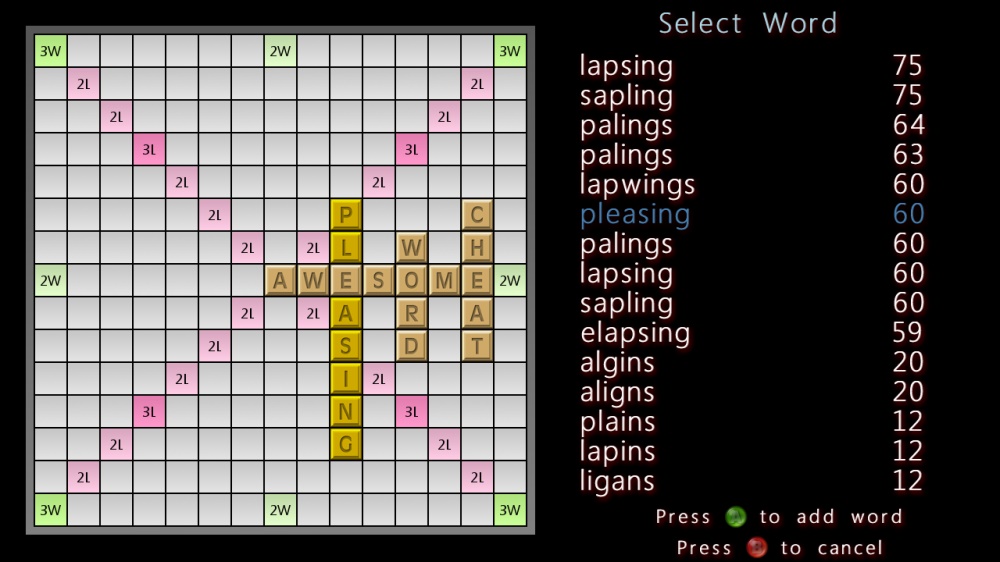 Select Word
3W 2W 3W
2L 2L
2L 2L
3L 3L
2L 2L
2L P C
2L 2L L W H
2W A W E S O M E 2W
2L 2L A R A
2L S D T
2L I 2L
3L N 3L
2L G 2L
2L 2L
3W 2W 3W
lapsing 75
sapling 75
palings 64
palings 63
lapwings 60
pleasing 60
palings 60
lapsing 60
sapling 60
elapsing 59
algins 20
aligns 20
plains 12
lapins 12
ligans 12
Press to add word
Press to cancel